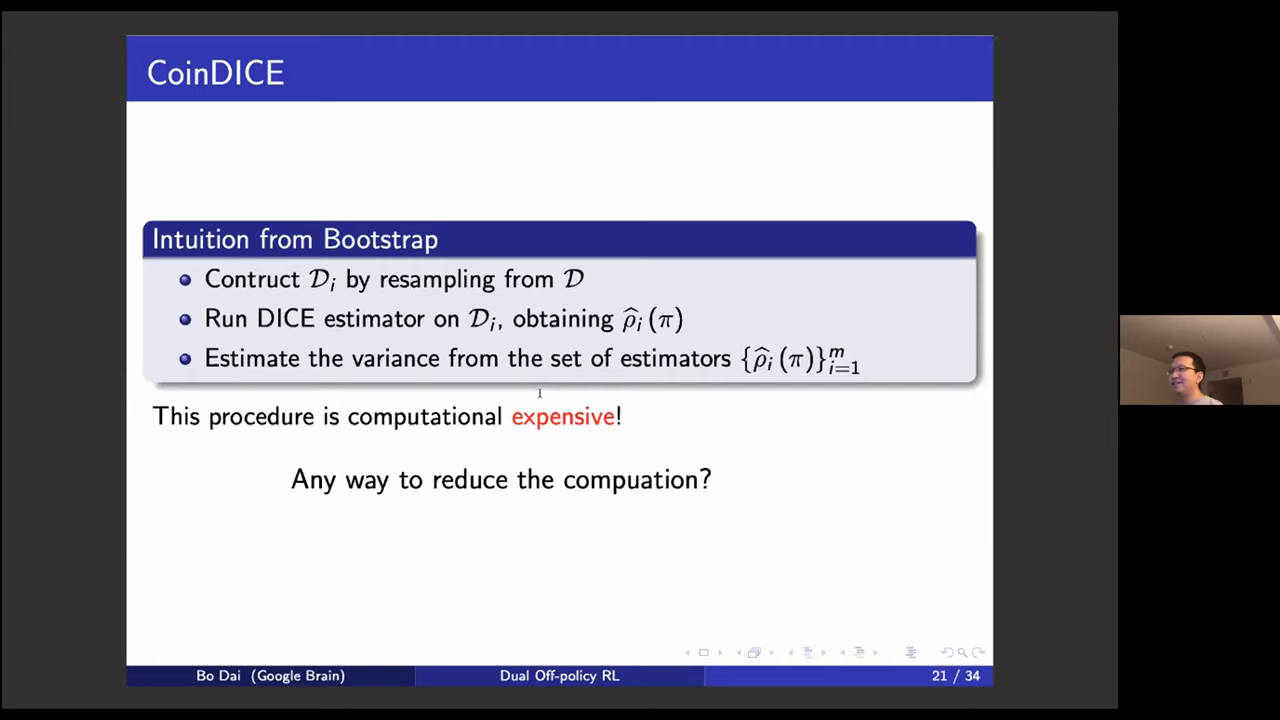 CoinDICE
Intuition from Bootstrap
Contruct 𝒟ᵢ by resampling from 𝒟
Run DICE estimator on 𝒟ᵢ, obtaining ρ̂ᵢ (π)
Estimate the variance from the set of estimators {ρ̂ᵢ (π)}ᵐᵢ₌₁
This procedure is computational expensive!
Any way to reduce the compuation?
Bo Dai (Google Brain) Dual Off-policy RL 21 / 34